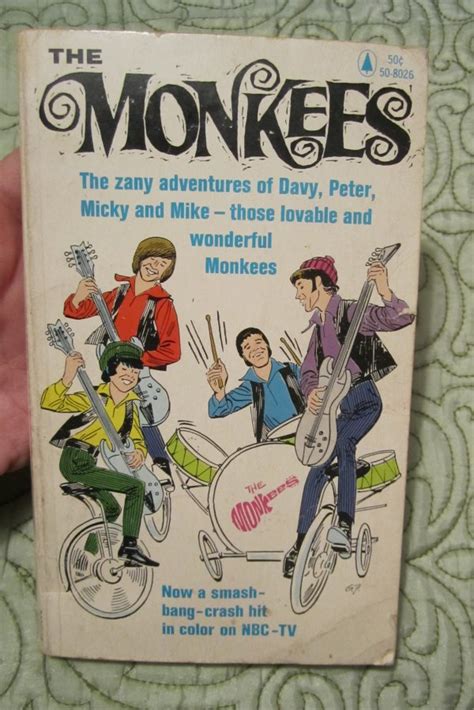 THE
MONKEES
50¢
50-8026
The zany adventures of Davy, Peter,
Micky and Mike – those lovable and
wonderful
Monkees
THE
MONKEES
Now a smash-
bang-crash hit
in color on NBC-TV